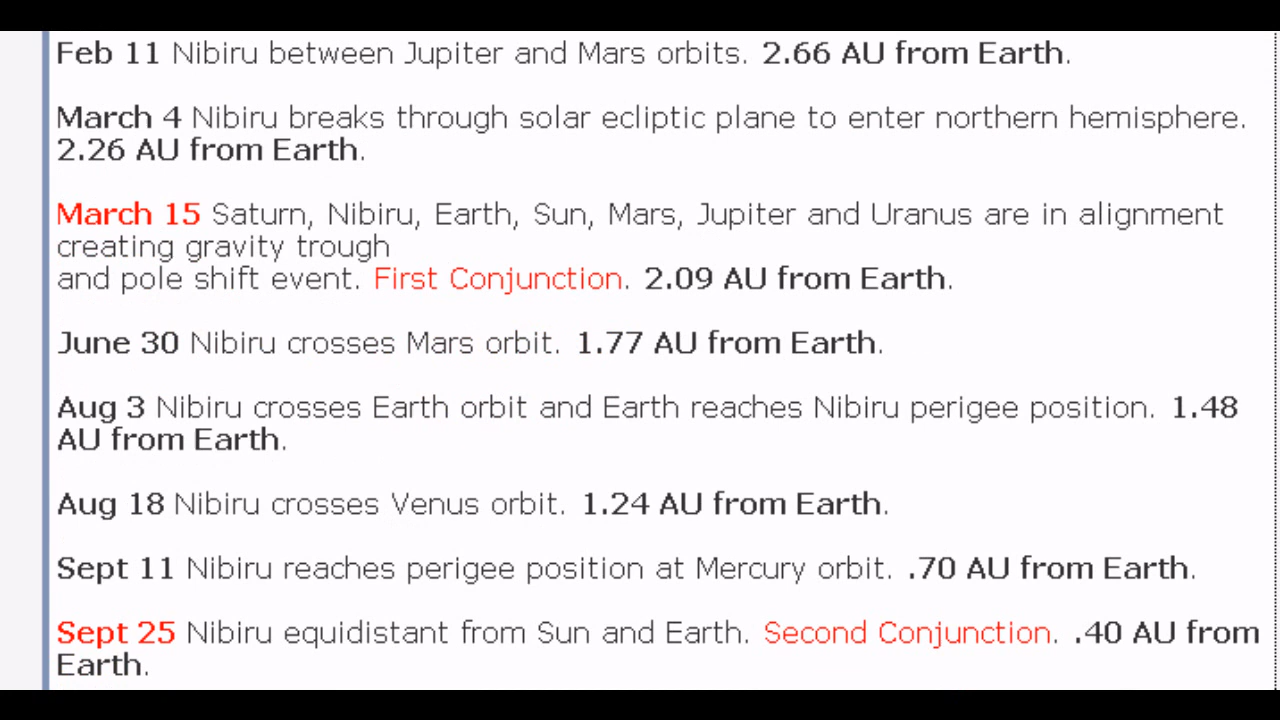 Feb 11 Nibiru between Jupiter and Mars orbits. 2.66 AU from Earth.
March 4 Nibiru breaks through solar ecliptic plane to enter northern hemisphere.
2.26 AU from Earth.
March 15 Saturn, Nibiru, Earth, Sun, Mars, Jupiter and Uranus are in alignment
creating gravity trough
and pole shift event. First Conjunction. 2.09 AU from Earth.
June 30 Nibiru crosses Mars orbit. 1.77 AU from Earth.
Aug 3 Nibiru crosses Earth orbit and Earth reaches Nibiru perigee position. 1.48
AU from Earth.
Aug 18 Nibiru crosses Venus orbit. 1.24 AU from Earth.
Sept 11 Nibiru reaches perigee position at Mercury orbit. .70 AU from Earth.
Sept 25 Nibiru equidistant from Sun and Earth. Second Conjunction. .40 AU from
Earth.